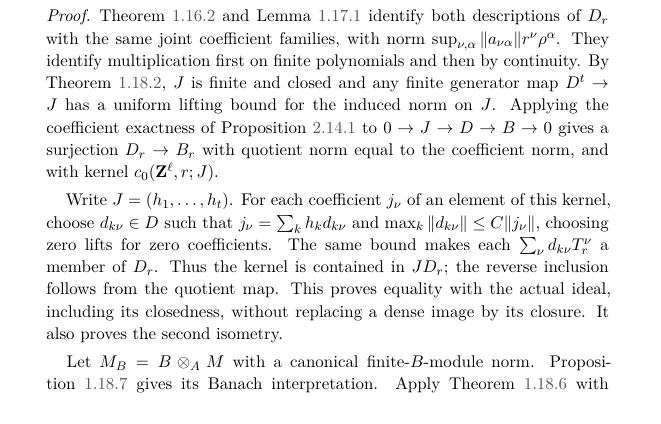 Proof. Theorem 1.16.2 and Lemma 1.17.1 identify both descriptions of D_r
with the same joint coefficient families, with norm sup_{ν,α} ‖a_{να}‖r^ν ρ^α. They
identify multiplication first on finite polynomials and then by continuity. By
Theorem 1.18.2, J is finite and closed and any finite generator map D^t →
J has a uniform lifting bound for the induced norm on J. Applying the
coefficient exactness of Proposition 2.14.1 to 0 → J → D → B → 0 gives a
surjection D_r → B_r with quotient norm equal to the coefficient norm, and
with kernel c_0(Z^ℓ, r; J).
Write J = (h_1, . . . , h_t). For each coefficient j_ν of an element of this kernel,
choose d_{kν} ∈ D such that j_ν = ∑_k h_k d_{kν} and max_k ‖d_{kν}‖ ≤ C‖j_ν‖, choosing
zero lifts for zero coefficients. The same bound makes each ∑_ν d_{kν} T_r^ν a
member of D_r. Thus the kernel is contained in JD_r; the reverse inclusion
follows from the quotient map. This proves equality with the actual ideal,
including its closedness, without replacing a dense image by its closure. It
also proves the second isometry.
Let M_B = B ⊗_A M with a canonical finite-B-module norm. Proposi-
tion 1.18.7 gives its Banach interpretation. Apply Theorem 1.18.6 with